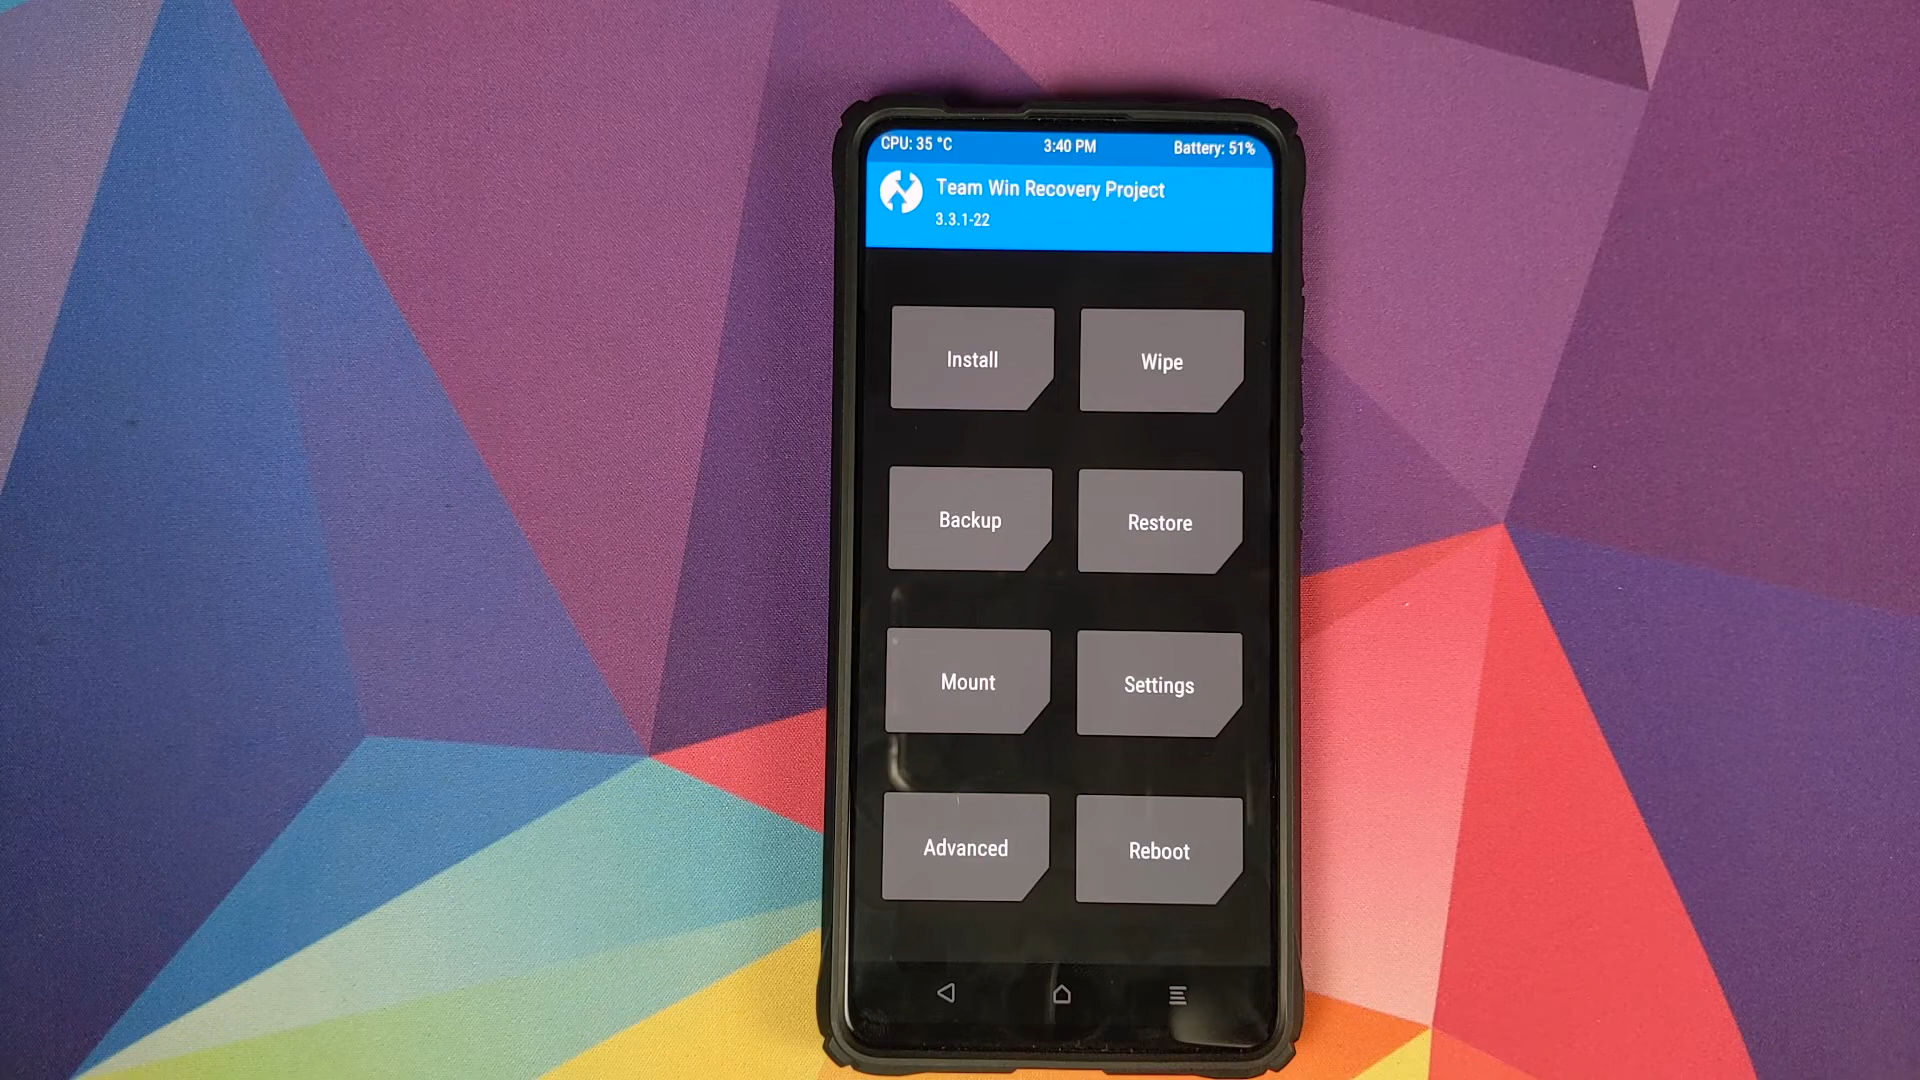 CPU: 35 °C 3:40 PM Battery: 51%
Team Win Recovery Project
3.3.1-22
Install Wipe
Backup Restore
Mount Settings
Advanced Reboot